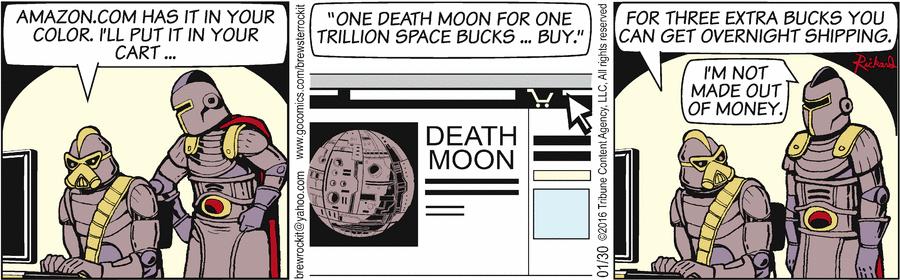 AMAZON.COM HAS IT IN YOUR
COLOR. I'LL PUT IT IN YOUR
CART ...
brewrockit@yahoo.com www.gocomics.com/brewsterrockit
"ONE DEATH MOON FOR ONE
TRILLION SPACE BUCKS ... BUY."
DEATH
MOON
01/30 ©2016 Tribune Content Agency, LLC, All rights reserved
FOR THREE EXTRA BUCKS YOU
CAN GET OVERNIGHT SHIPPING.
Rickard
I'M NOT
MADE OUT
OF MONEY.